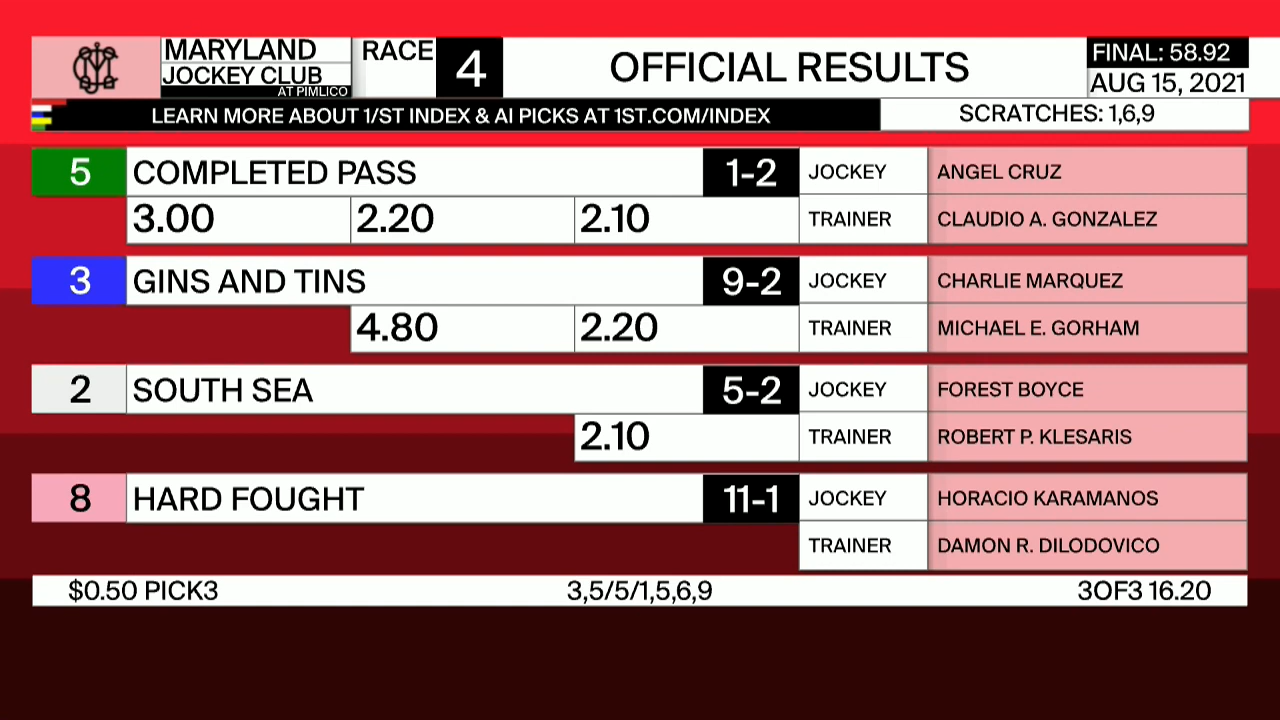 MARYLAND
JOCKEY CLUB
AT PIMLICO
RACE 4
OFFICIAL RESULTS
FINAL: 58.92
AUG 15, 2021
LEARN MORE ABOUT 1/ST INDEX & AI PICKS AT 1ST.COM/INDEX
SCRATCHES: 1,6,9
5 COMPLETED PASS 1-2 JOCKEY ANGEL CRUZ
3.00 2.20 2.10 TRAINER CLAUDIO A. GONZALEZ
3 GINS AND TINS 9-2 JOCKEY CHARLIE MARQUEZ
4.80 2.20 TRAINER MICHAEL E. GORHAM
2 SOUTH SEA 5-2 JOCKEY FOREST BOYCE
2.10 TRAINER ROBERT P. KLESARIS
8 HARD FOUGHT 11-1 JOCKEY HORACIO KARAMANOS
TRAINER DAMON R. DILODOVICO
$0.50 PICK3 3,5/5/1,5,6,9 3OF3 16.20